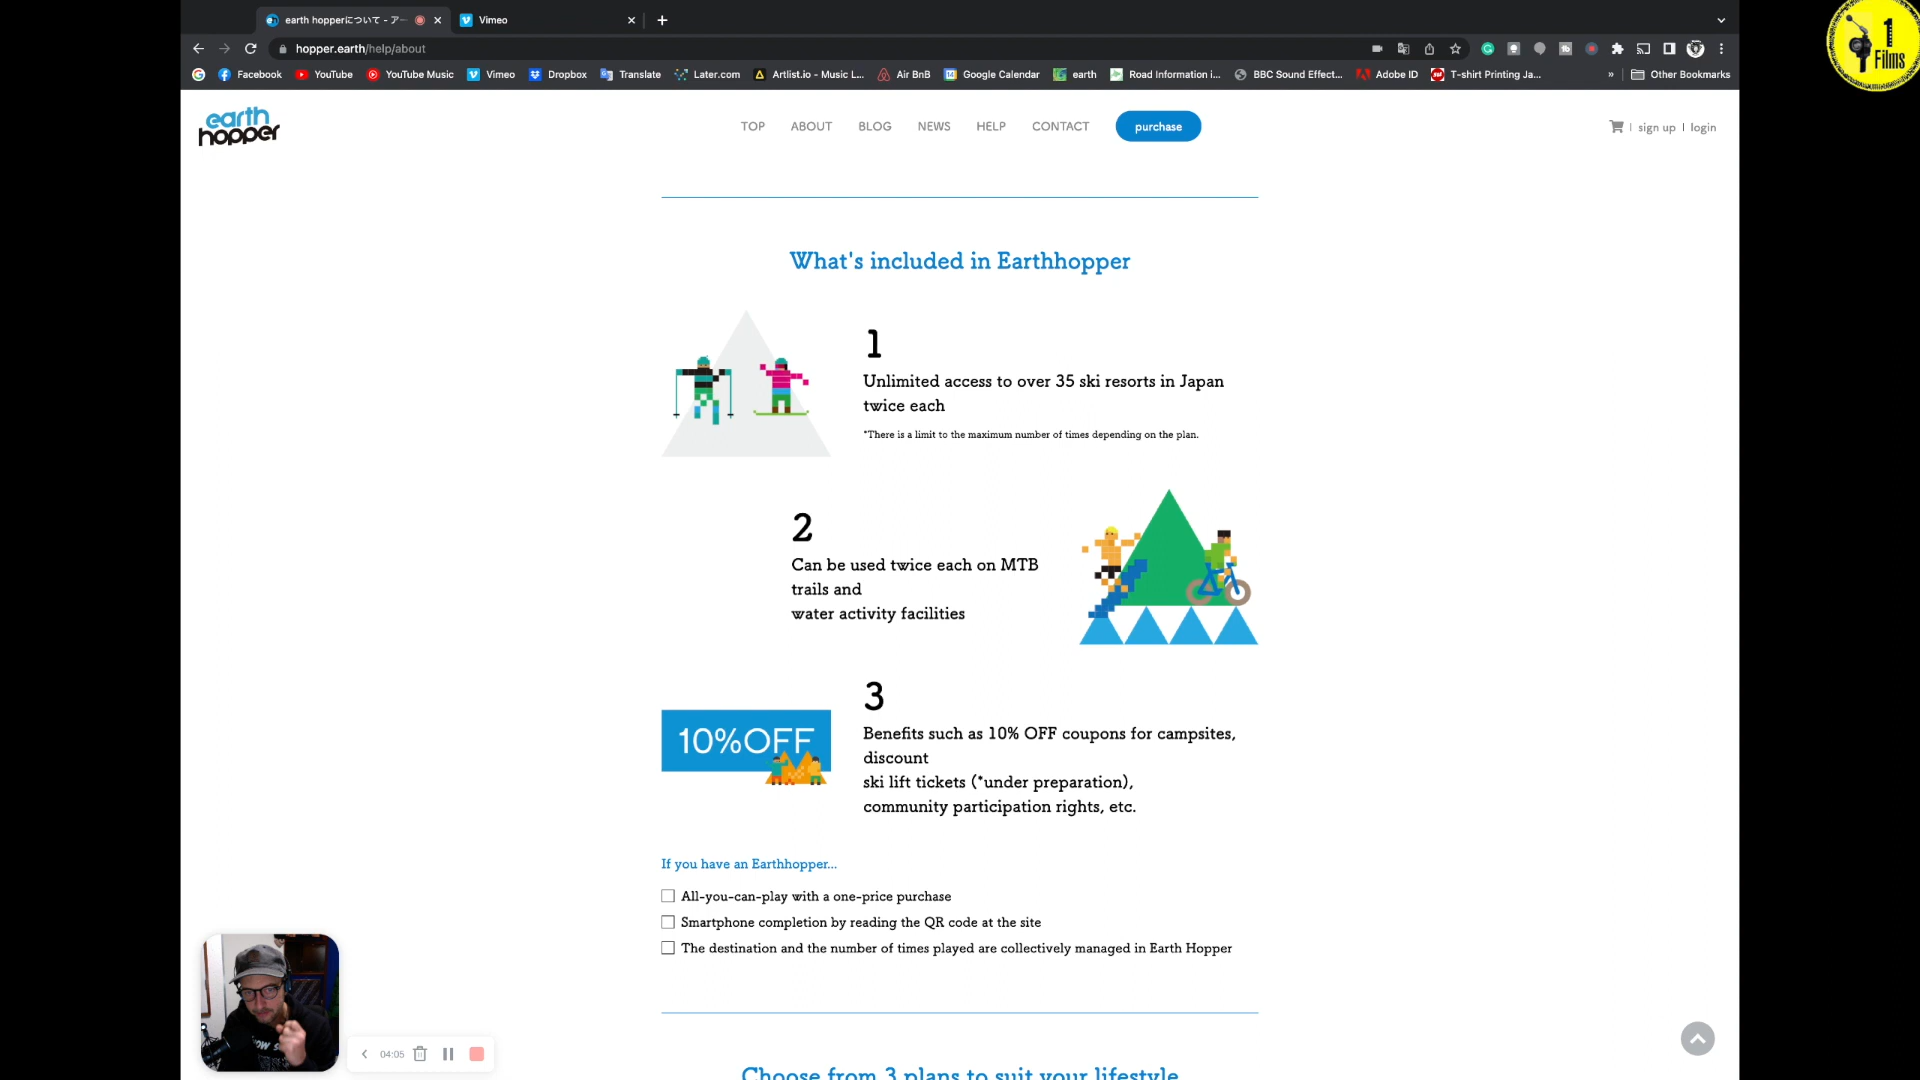 earth hopperについて - アー
Vimeo
hopper.earth/help/about
Facebook
YouTube
YouTube Music
Vimeo
Dropbox
Translate
Later.com
Artlist.io - Music L...
Air BnB
Google Calendar
earth
Road Information i...
BBC Sound Effect...
Adobe ID
T-shirt Printing Ja...
» Other Bookmarks
1
Films
earth
hopper
TOP
ABOUT
BLOG
NEWS
HELP
CONTACT
purchase
sign up | login
What's included in Earthhopper
1
Unlimited access to over 35 ski resorts in Japan
twice each
*There is a limit to the maximum number of times depending on the plan.
2
Can be used twice each on MTB
trails and
water activity facilities
10%OFF
3
Benefits such as 10% OFF coupons for campsites,
discount
ski lift tickets (*under preparation),
community participation rights, etc.
If you have an Earthhopper...
All-you-can-play with a one-price purchase
Smartphone completion by reading the QR code at the site
The destination and the number of times played are collectively managed in Earth Hopper
04:05
Choose from 3 plans to suit your lifestyle